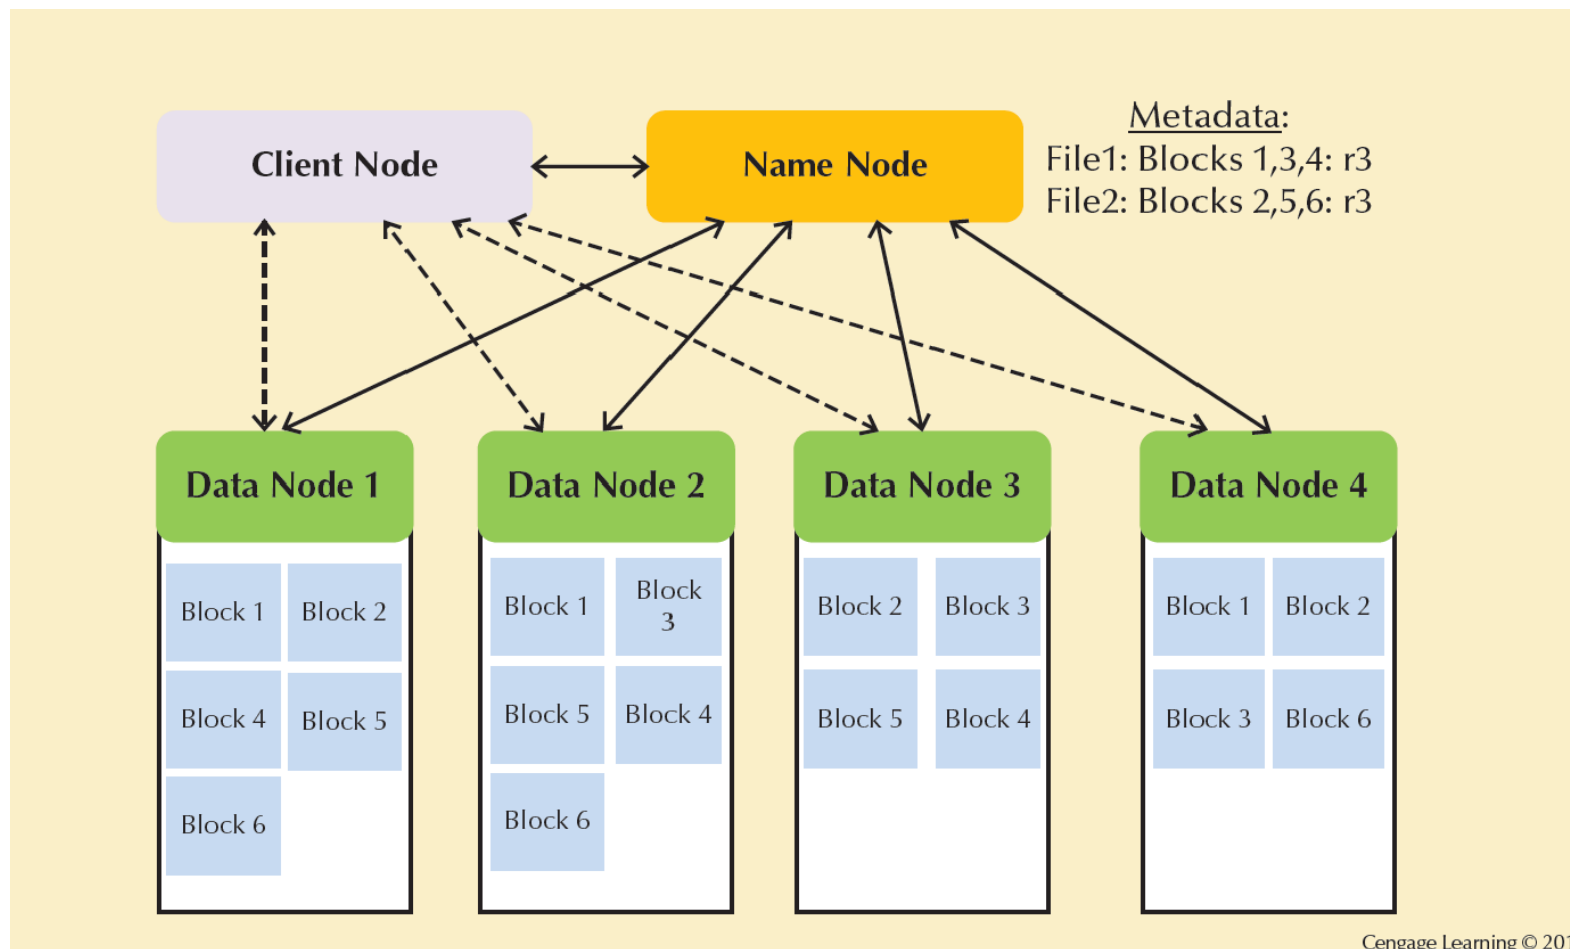 Client Node
Name Node
Metadata:
File1: Blocks 1,3,4: r3
File2: Blocks 2,5,6: r3
Data Node 1
Data Node 2
Data Node 3
Data Node 4
Block 1
Block 2
Block 4
Block 5
Block 6
Block 1
Block
3
Block 5
Block 4
Block 6
Block 2
Block 3
Block 5
Block 4
Block 1
Block 2
Block 3
Block 6
Cengage Learning © 201